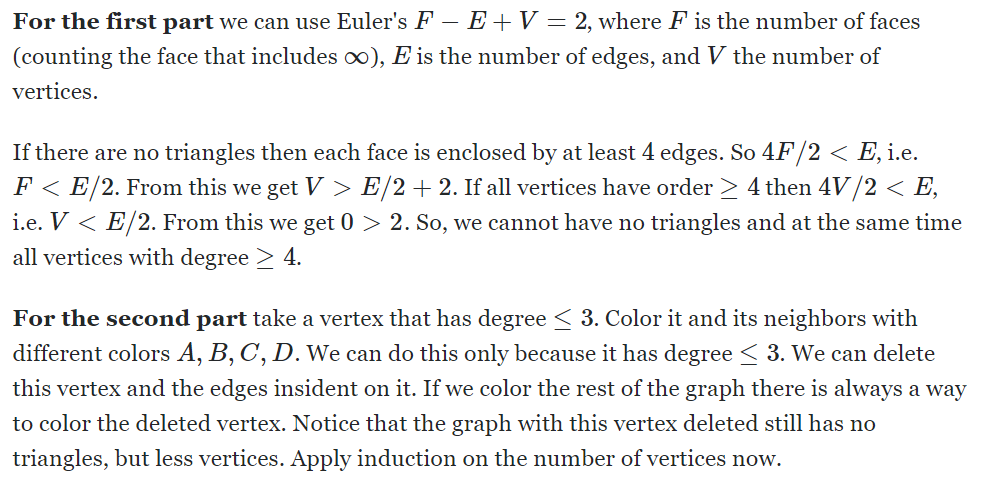 For the first part we can use Euler's F − E + V = 2, where F is the number of faces
(counting the face that includes ∞), E is the number of edges, and V the number of
vertices.
If there are no triangles then each face is enclosed by at least 4 edges. So 4F/2 < E, i.e.
F < E/2. From this we get V > E/2 + 2. If all vertices have order ≥ 4 then 4V/2 < E,
i.e. V < E/2. From this we get 0 > 2. So, we cannot have no triangles and at the same time
all vertices with degree ≥ 4.
For the second part take a vertex that has degree ≤ 3. Color it and its neighbors with
different colors A, B, C, D. We can do this only because it has degree ≤ 3. We can delete
this vertex and the edges insident on it. If we color the rest of the graph there is always a way
to color the deleted vertex. Notice that the graph with this vertex deleted still has no
triangles, but less vertices. Apply induction on the number of vertices now.